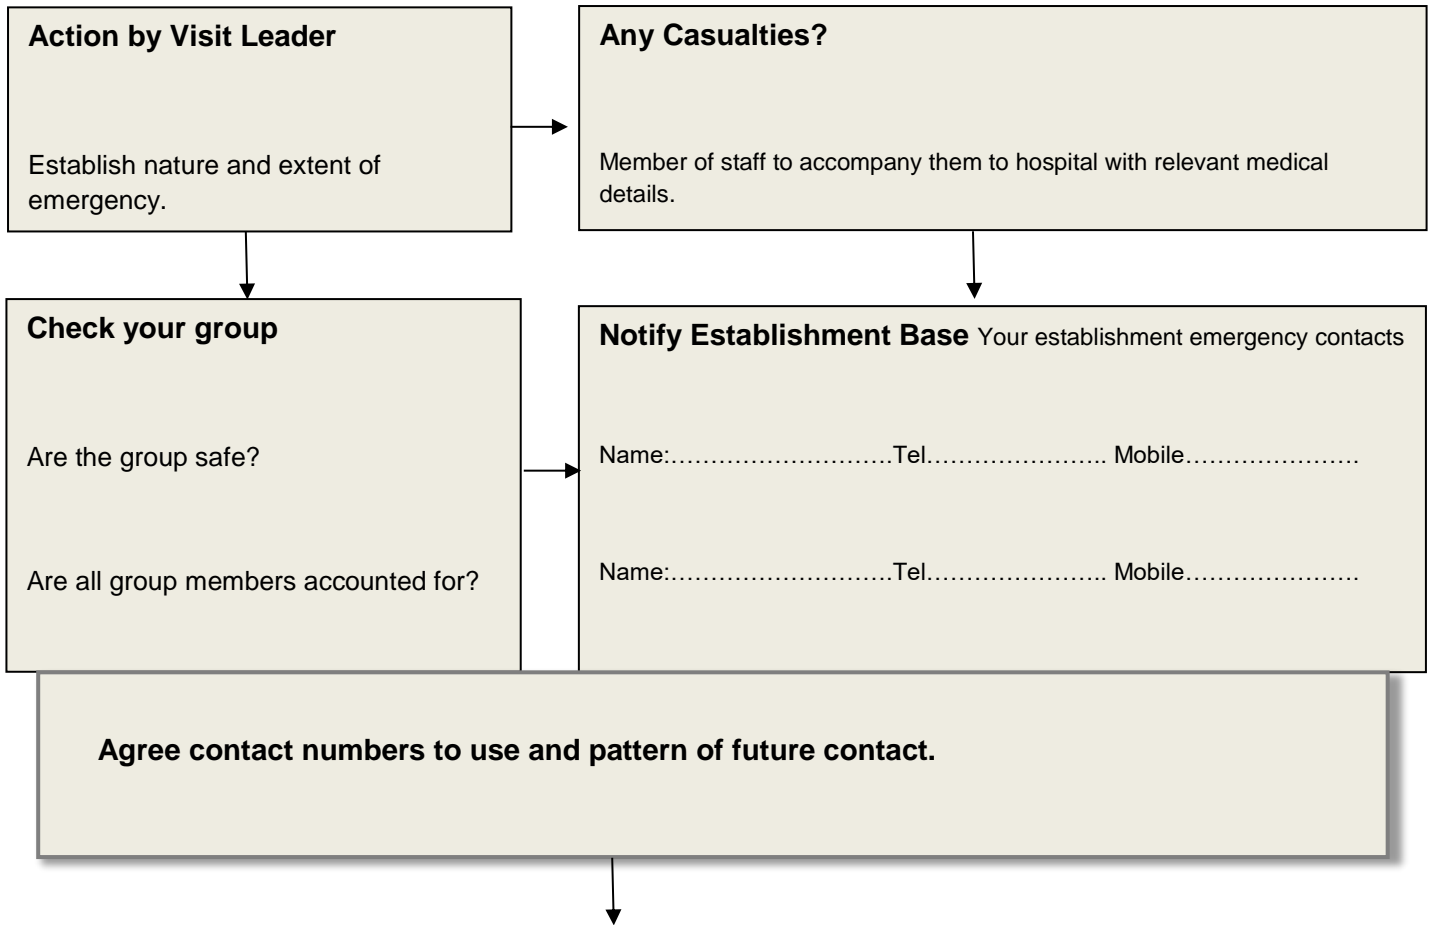 Action by Visit Leader
Establish nature and extent of
emergency.
Any Casualties?
Member of staff to accompany them to hospital with relevant medical
details.
Check your group
Are the group safe?
Are all group members accounted for?
Notify Establishment Base Your establishment emergency contacts
Name:……………………….Tel………………….. Mobile………………….
Name:……………………….Tel………………….. Mobile………………….
Agree contact numbers to use and pattern of future contact.